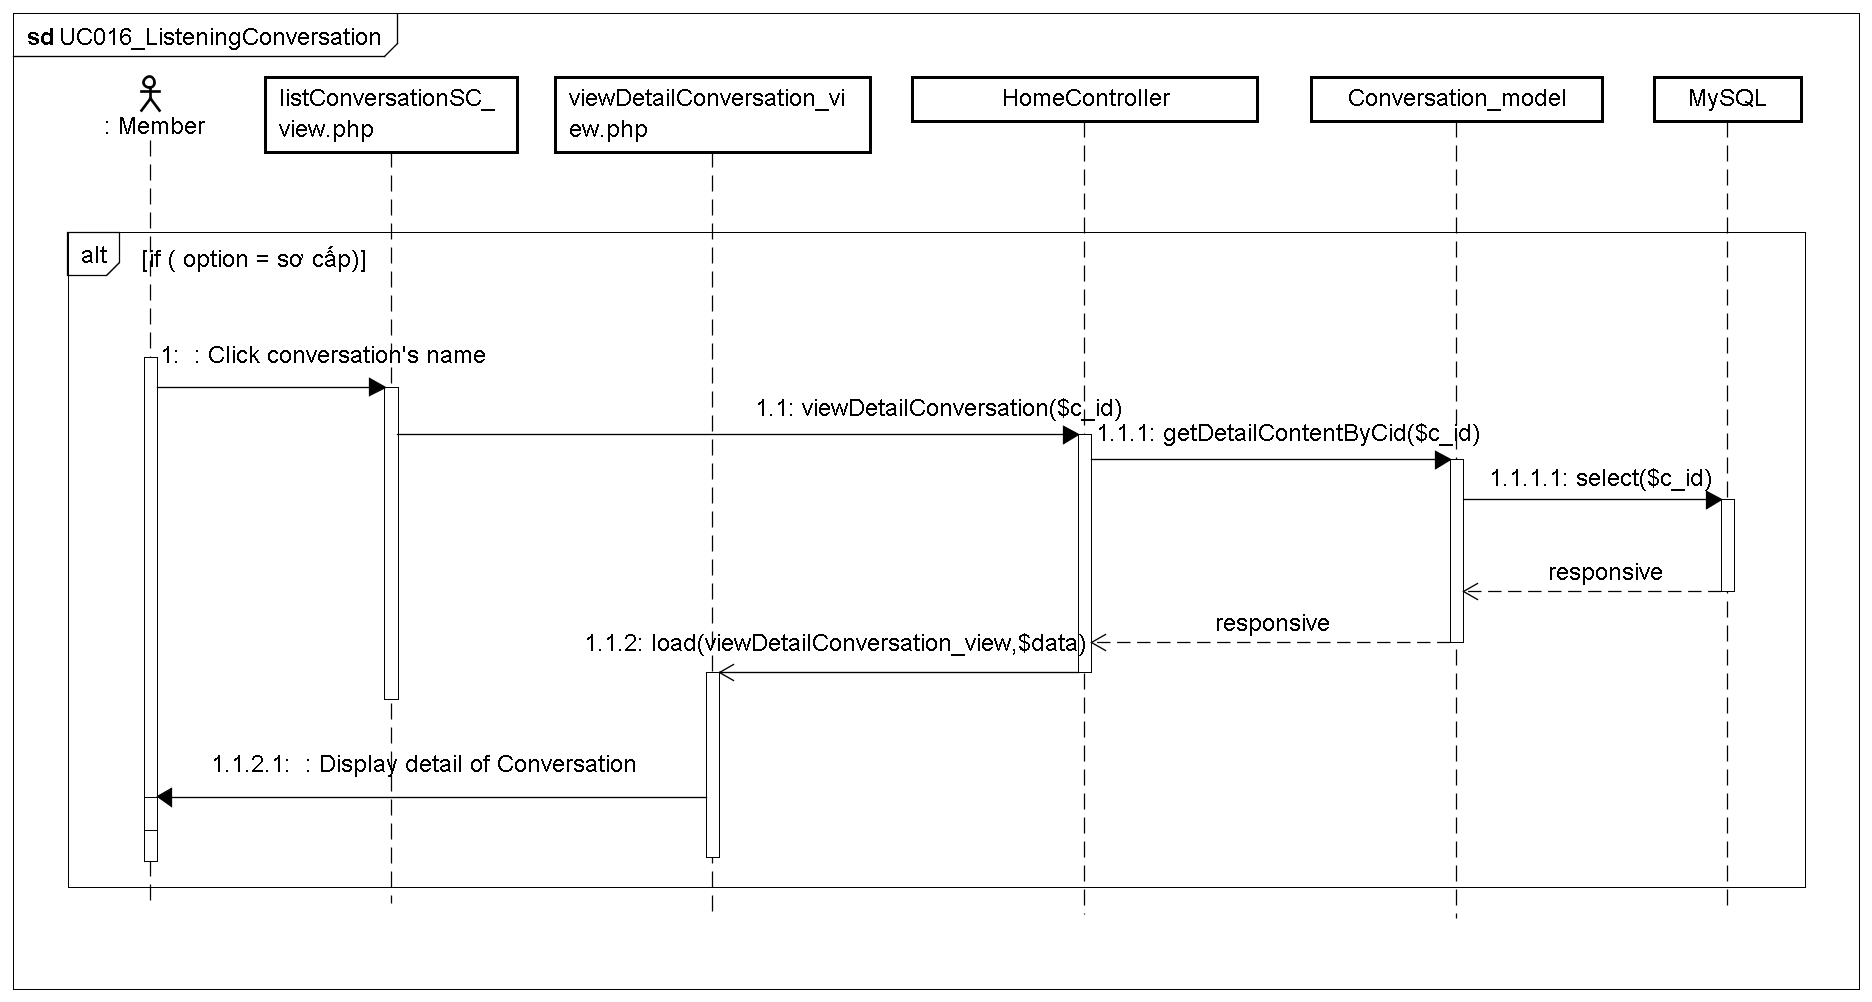 sd UC016_ListeningConversation
: Member
listConversationSC_
view.php
viewDetailConversation_vi
ew.php
HomeController
Conversation_model
MySQL
alt
[if ( option = sơ cấp)]
1:  : Click conversation's name
1.1: viewDetailConversation($c_id)
1.1.1: getDetailContentByCid($c_id)
1.1.1.1: select($c_id)
responsive
responsive
1.1.2: load(viewDetailConversation_view,$data)
1.1.2.1:  : Display detail of Conversation